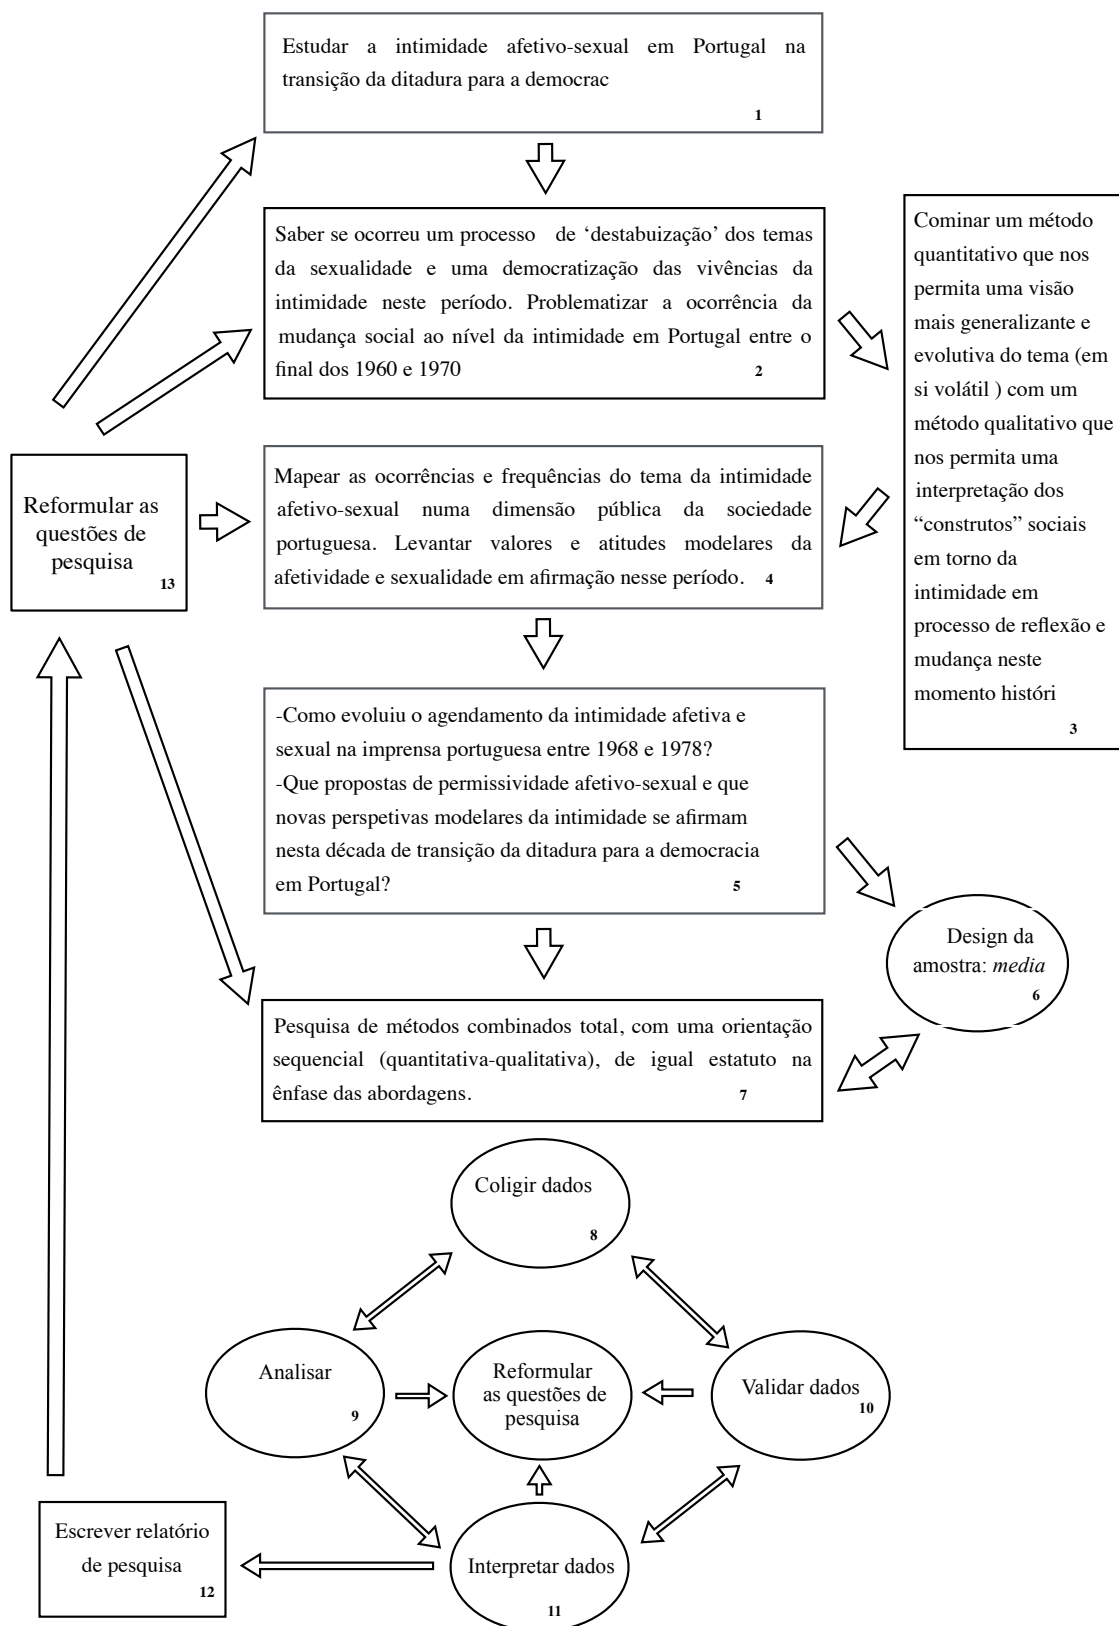 Estudar a intimidade afetivo-sexual em Portugal na
transição da ditadura para a democrac
1
Saber se ocorreu um processo de ‘destabuização’ dos temas
da sexualidade e uma democratização das vivências da
intimidade neste período. Problematizar a ocorrência da
mudança social ao nível da intimidade em Portugal entre o
final dos 1960 e 1970
2
Cominar um método
quantitativo que nos
permita uma visão
mais generalizante e
evolutiva do tema (em
si volátil ) com um
método qualitativo que
nos permita uma
interpretação dos
“construtos” sociais
em torno da
intimidade em
processo de reflexão e
mudança neste
momento históri
3
Mapear as ocorrências e frequências do tema da intimidade
afetivo-sexual numa dimensão pública da sociedade
portuguesa. Levantar valores e atitudes modelares da
afetividade e sexualidade em afirmação nesse período. 4
Reformular as
questões de
pesquisa
13
-Como evoluiu o agendamento da intimidade afetiva e
sexual na imprensa portuguesa entre 1968 e 1978?
-Que propostas de permissividade afetivo-sexual e que
novas perspetivas modelares da intimidade se afirmam
nesta década de transição da ditadura para a democracia
em Portugal?
5
Design da
amostra: media
6
Pesquisa de métodos combinados total, com uma orientação
sequencial (quantitativa-qualitativa), de igual estatuto na
ênfase das abordagens.
7
Coligir dados
8
Analisar
9
Reformular
as questões de
pesquisa
Validar dados
10
Interpretar dados
11
Escrever relatório
de pesquisa
12